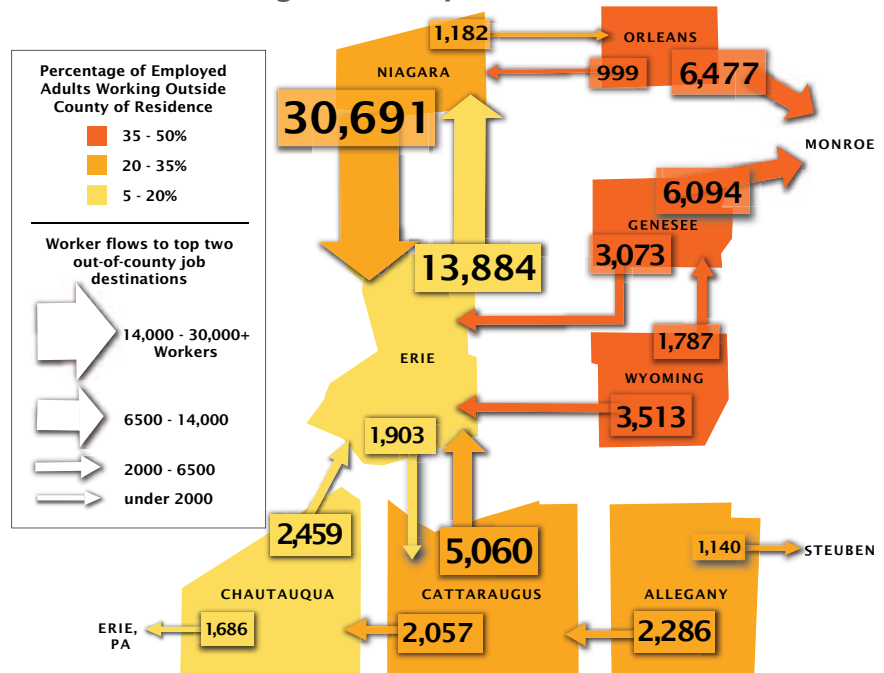 Percentage of Employed
Adults Working Outside
County of Residence
35 - 50%
20 - 35%
5 - 20%
Worker flows to top two
out-of-county job
destinations
14,000 - 30,000+
Workers
6500 - 14,000
2000 - 6500
under 2000
1,182
ORLEANS
NIAGARA
999
6,477
30,691
MONROE
6,094
GENESEE
13,884
3,073
ERIE
1,787
WYOMING
3,513
1,903
2,459
5,060
1,140
STEUBEN
CHAUTAUQUA
CATTARAUGUS
ALLEGANY
ERIE,
PA
1,686
2,057
2,286